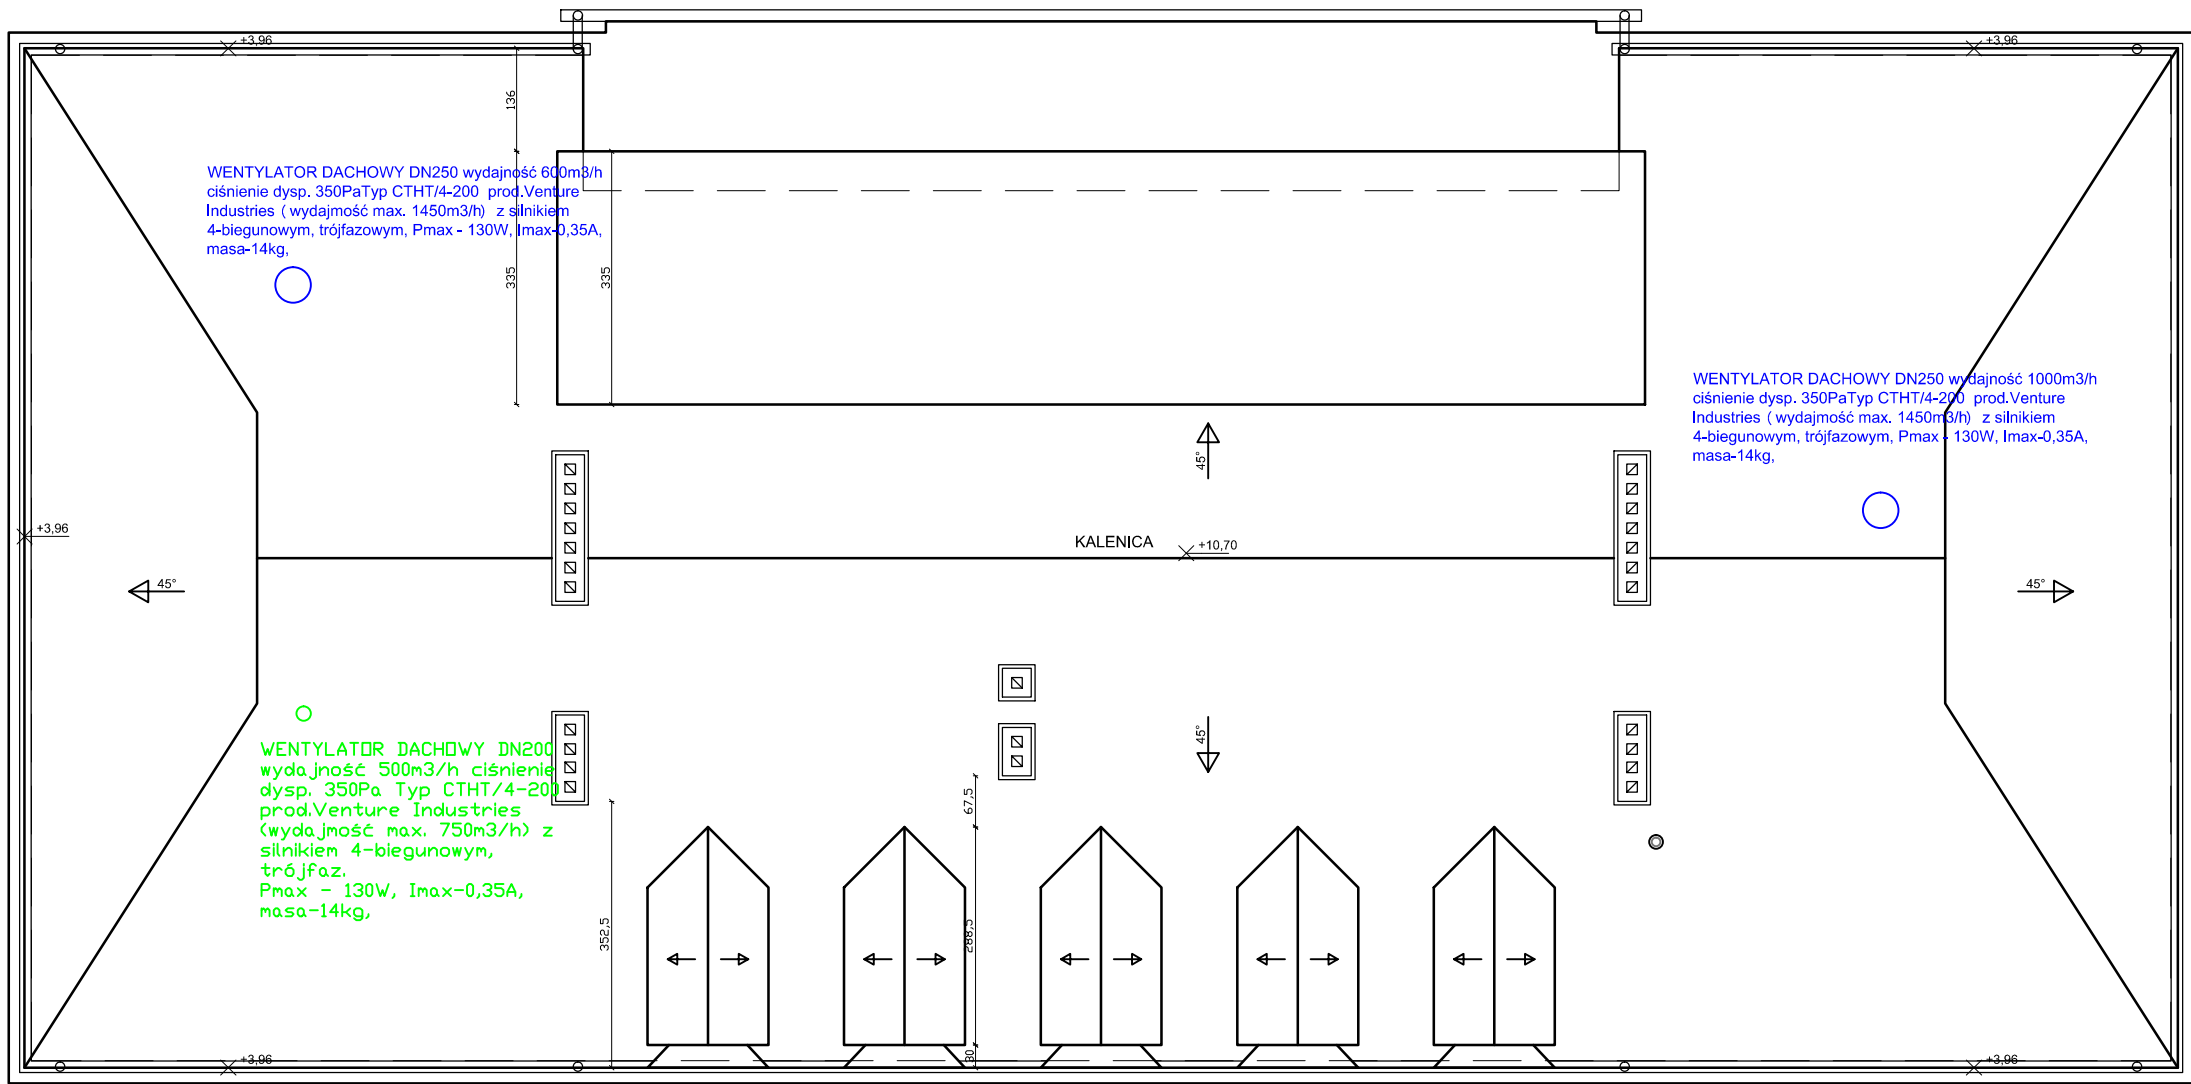 +3,96
+3,96
136
WENTYLATOR DACHOWY DN250 wydajność 600m3/h
ciśnienie dysp. 350PaTyp CTHT/4-200 prod.Venture
Industries ( wydajmość max. 1450m3/h) z silnikiem
4-biegunowym, trójfazowym, Pmax - 130W, Imax-0,35A,
masa-14kg,
335
335
WENTYLATOR DACHOWY DN250 wydajność 1000m3/h
ciśnienie dysp. 350PaTyp CTHT/4-200 prod.Venture
Industries ( wydajmość max. 1450m3/h) z silnikiem
4-biegunowym, trójfazowym, Pmax - 130W, Imax-0,35A,
masa-14kg,
45°
+3,96
KALENICA
+10,70
45°
45°
45°
WENTYLATOR DACHOWY DN200
wydajność 500m3/h ciśnienie
dysp. 350Pa Typ CTHT/4-200
prod.Venture Industries
(wydajmość max. 750m3/h) z
silnikiem 4-biegunowym,
trójfaz.
Pmax - 130W, Imax-0,35A,
masa-14kg,
67,5
352,5
288,5
80
+3,96
+3,96